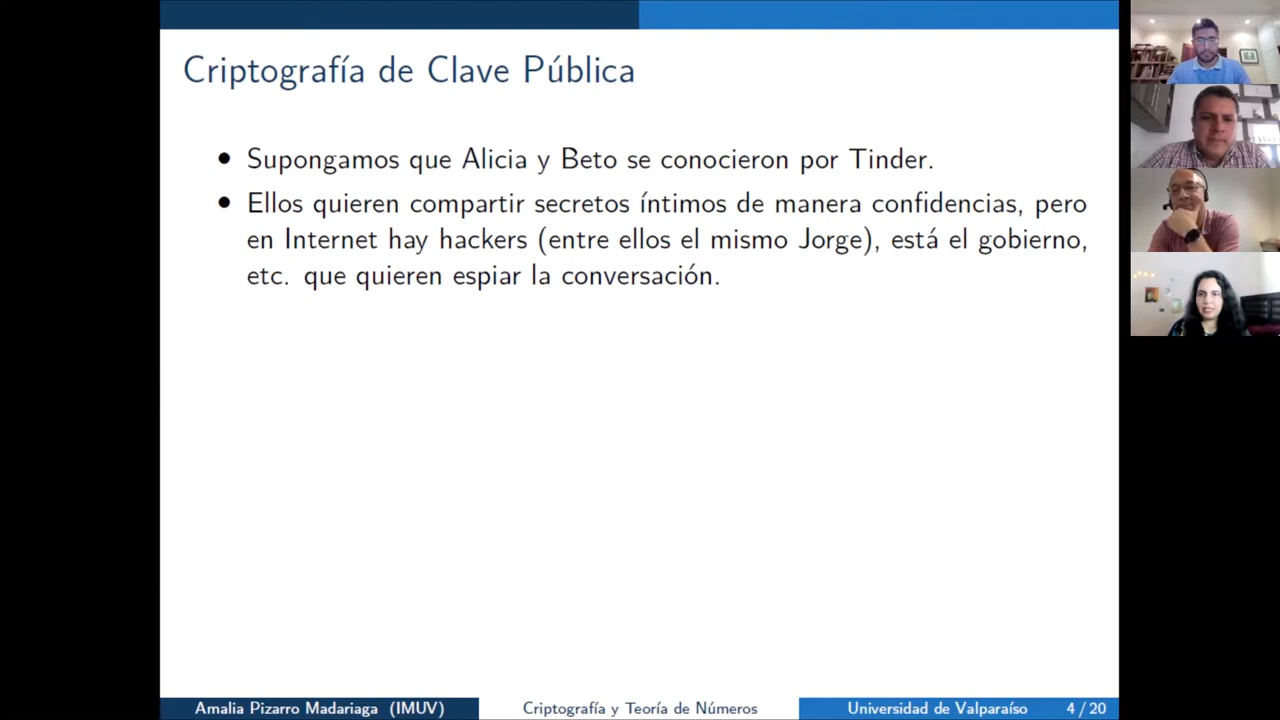 Criptografía de Clave Pública
• Supongamos que Alicia y Beto se conocieron por Tinder.
• Ellos quieren compartir secretos íntimos de manera confidencias, pero
en Internet hay hackers (entre ellos el mismo Jorge), está el gobierno,
etc. que quieren espiar la conversación.
Amalia Pizarro Madariaga (IMUV)
Criptografía y Teoría de Números
Universidad de Valparaíso 4 / 20